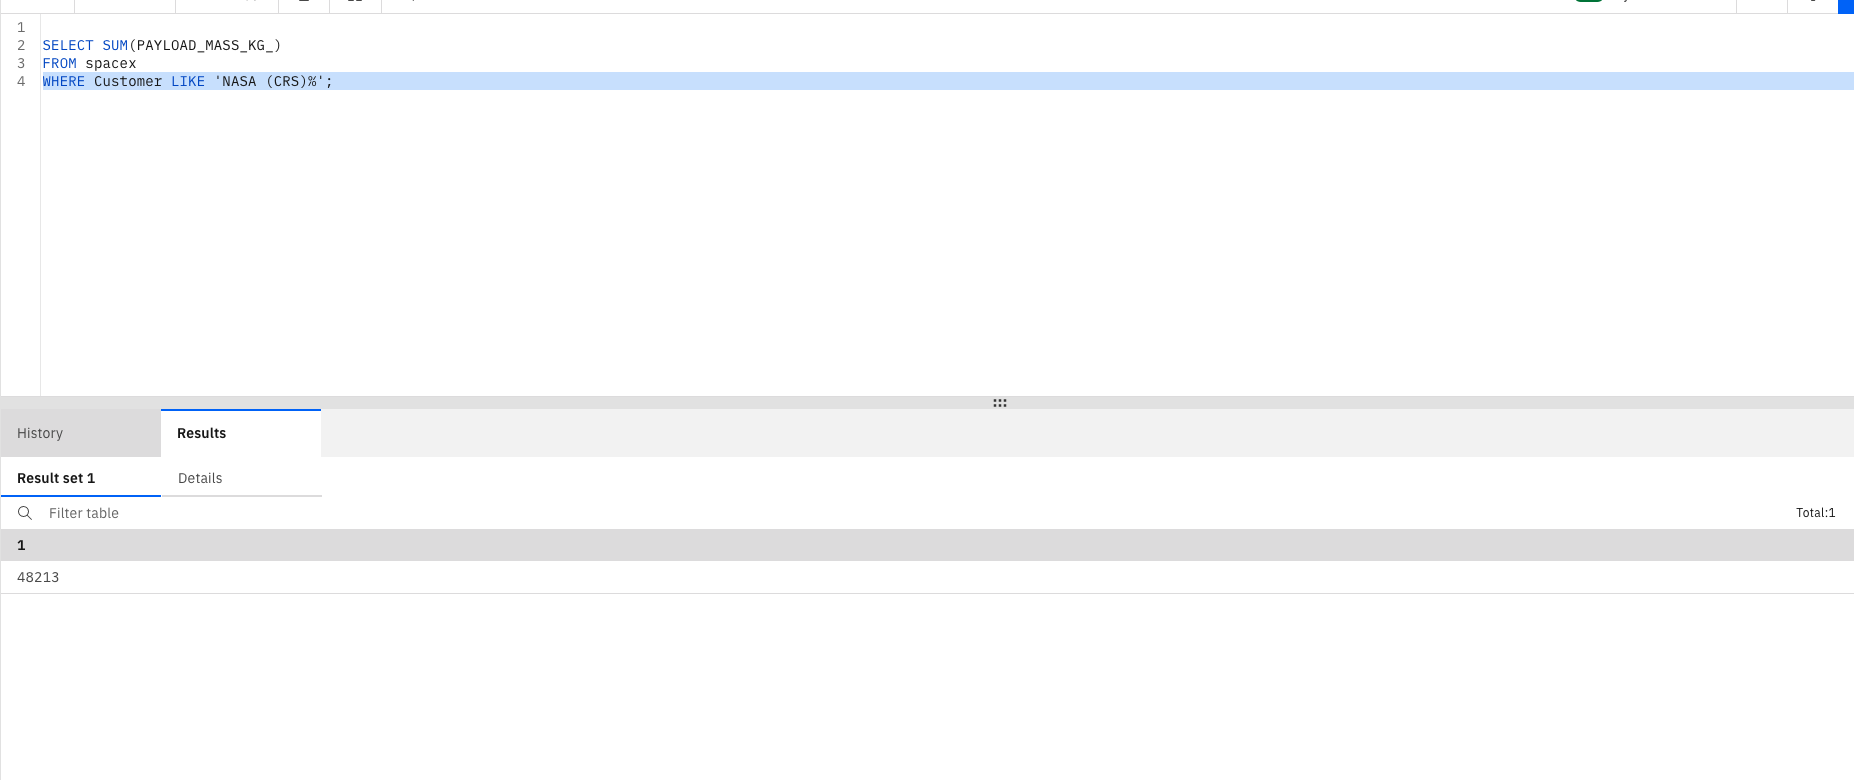 1
2 SELECT SUM(PAYLOAD_MASS_KG_)
3 FROM spacex
4 WHERE Customer LIKE 'NASA (CRS)%';
History Results
Result set 1 Details
Filter table Total:1
1
48213